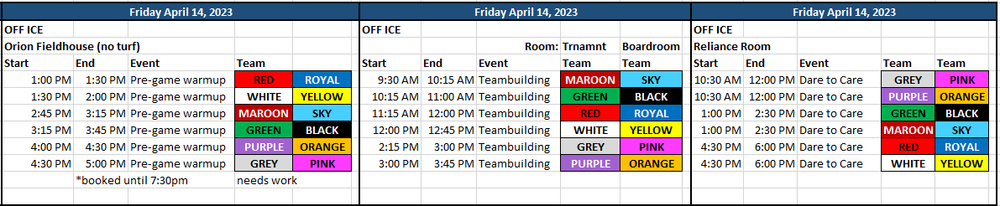 Friday April 14, 2023 Friday April 14, 2023 Friday April 14, 2023
OFF ICE OFF ICE OFF ICE
Orion Fieldhouse (no turf) Room: Trnamnt Boardroom Reliance Room
Start End Event Team Start End Event Team Team Start End Event Team Team
1:00 PM 1:30 PM Pre-game warmup RED ROYAL 9:30 AM 10:15 AM Teambuilding MAROON SKY 10:30 AM 12:00 PM Dare to Care GREY PINK
1:30 PM 2:00 PM Pre-game warmup WHITE YELLOW 10:15 AM 11:00 AM Teambuilding GREEN BLACK 10:30 AM 12:00 PM Dare to Care PURPLE ORANGE
2:45 PM 3:15 PM Pre-game warmup MAROON SKY 11:15 AM 12:00 PM Teambuilding RED ROYAL 1:00 PM 2:30 PM Dare to Care GREEN BLACK
3:15 PM 3:45 PM Pre-game warmup GREEN BLACK 12:00 PM 12:45 PM Teambuilding WHITE YELLOW 1:00 PM 2:30 PM Dare to Care MAROON SKY
4:00 PM 4:30 PM Pre-game warmup PURPLE ORANGE 2:15 PM 3:00 PM Teambuilding GREY PINK 4:30 PM 6:00 PM Dare to Care RED ROYAL
4:30 PM 5:00 PM Pre-game warmup GREY PINK 3:00 PM 3:45 PM Teambuilding PURPLE ORANGE 4:30 PM 6:00 PM Dare to Care WHITE YELLOW
*booked until 7:30pm needs work